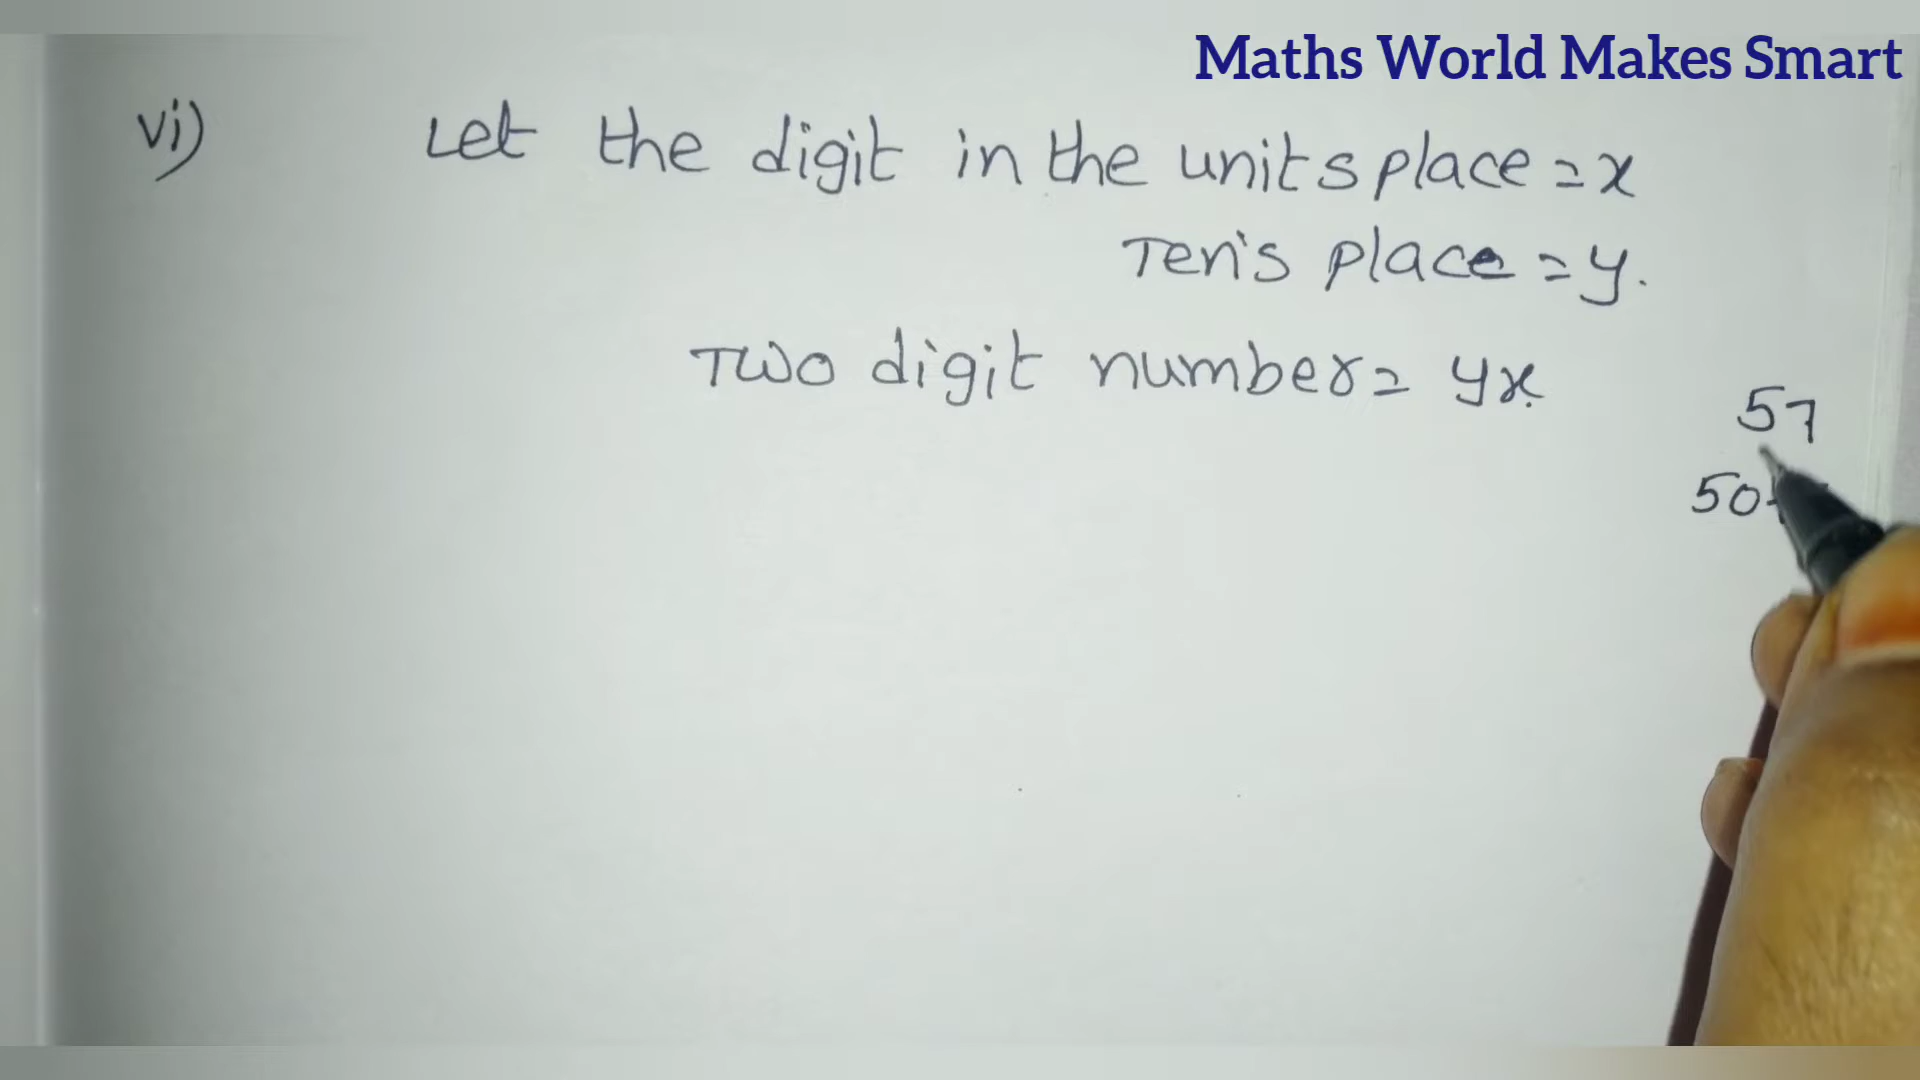 Maths World Makes Smart
vi) Let the digit in the units place = x
Ten's place = y.
Two digit number = yx.
57
50+